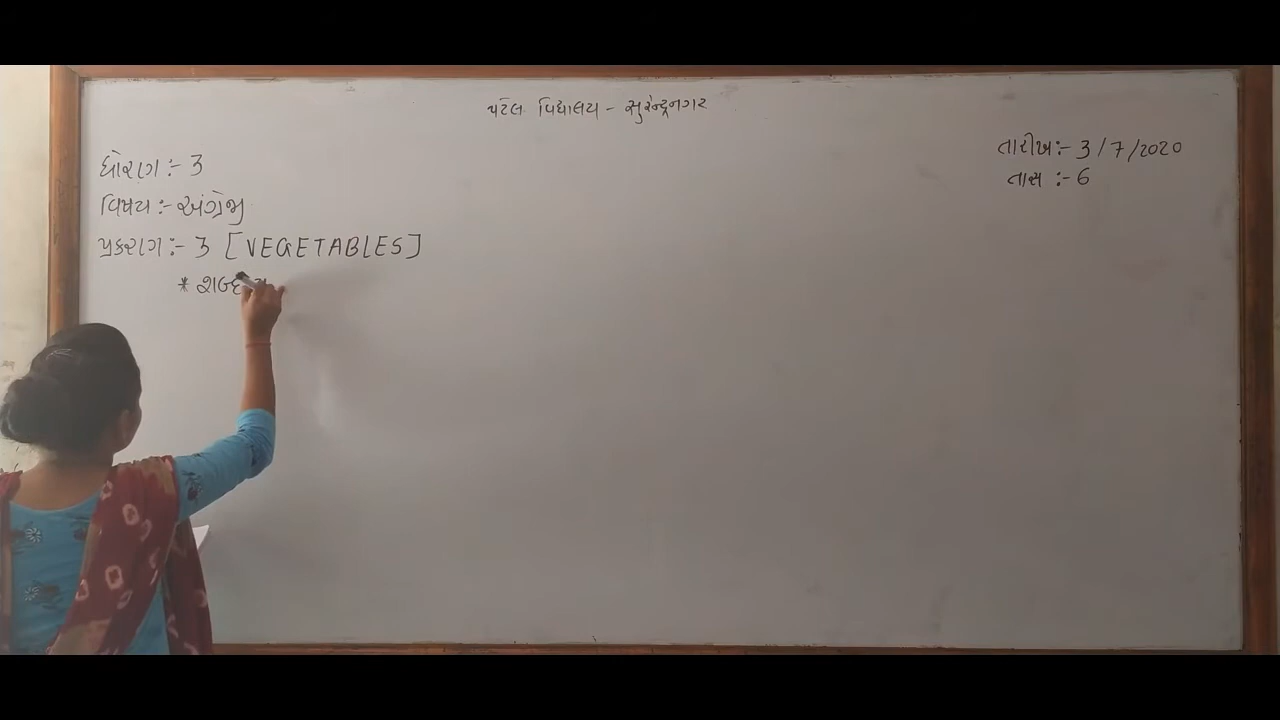 પટેલ વિદ્યાલય - સુરેન્દ્રનગર
તારીખ :- 3/7/2020
તાસ :- 6
ધોરણ :- 3
વિષય :- અંગ્રેજી
પ્રકરણ :- 3 [VEGETABLES]
*